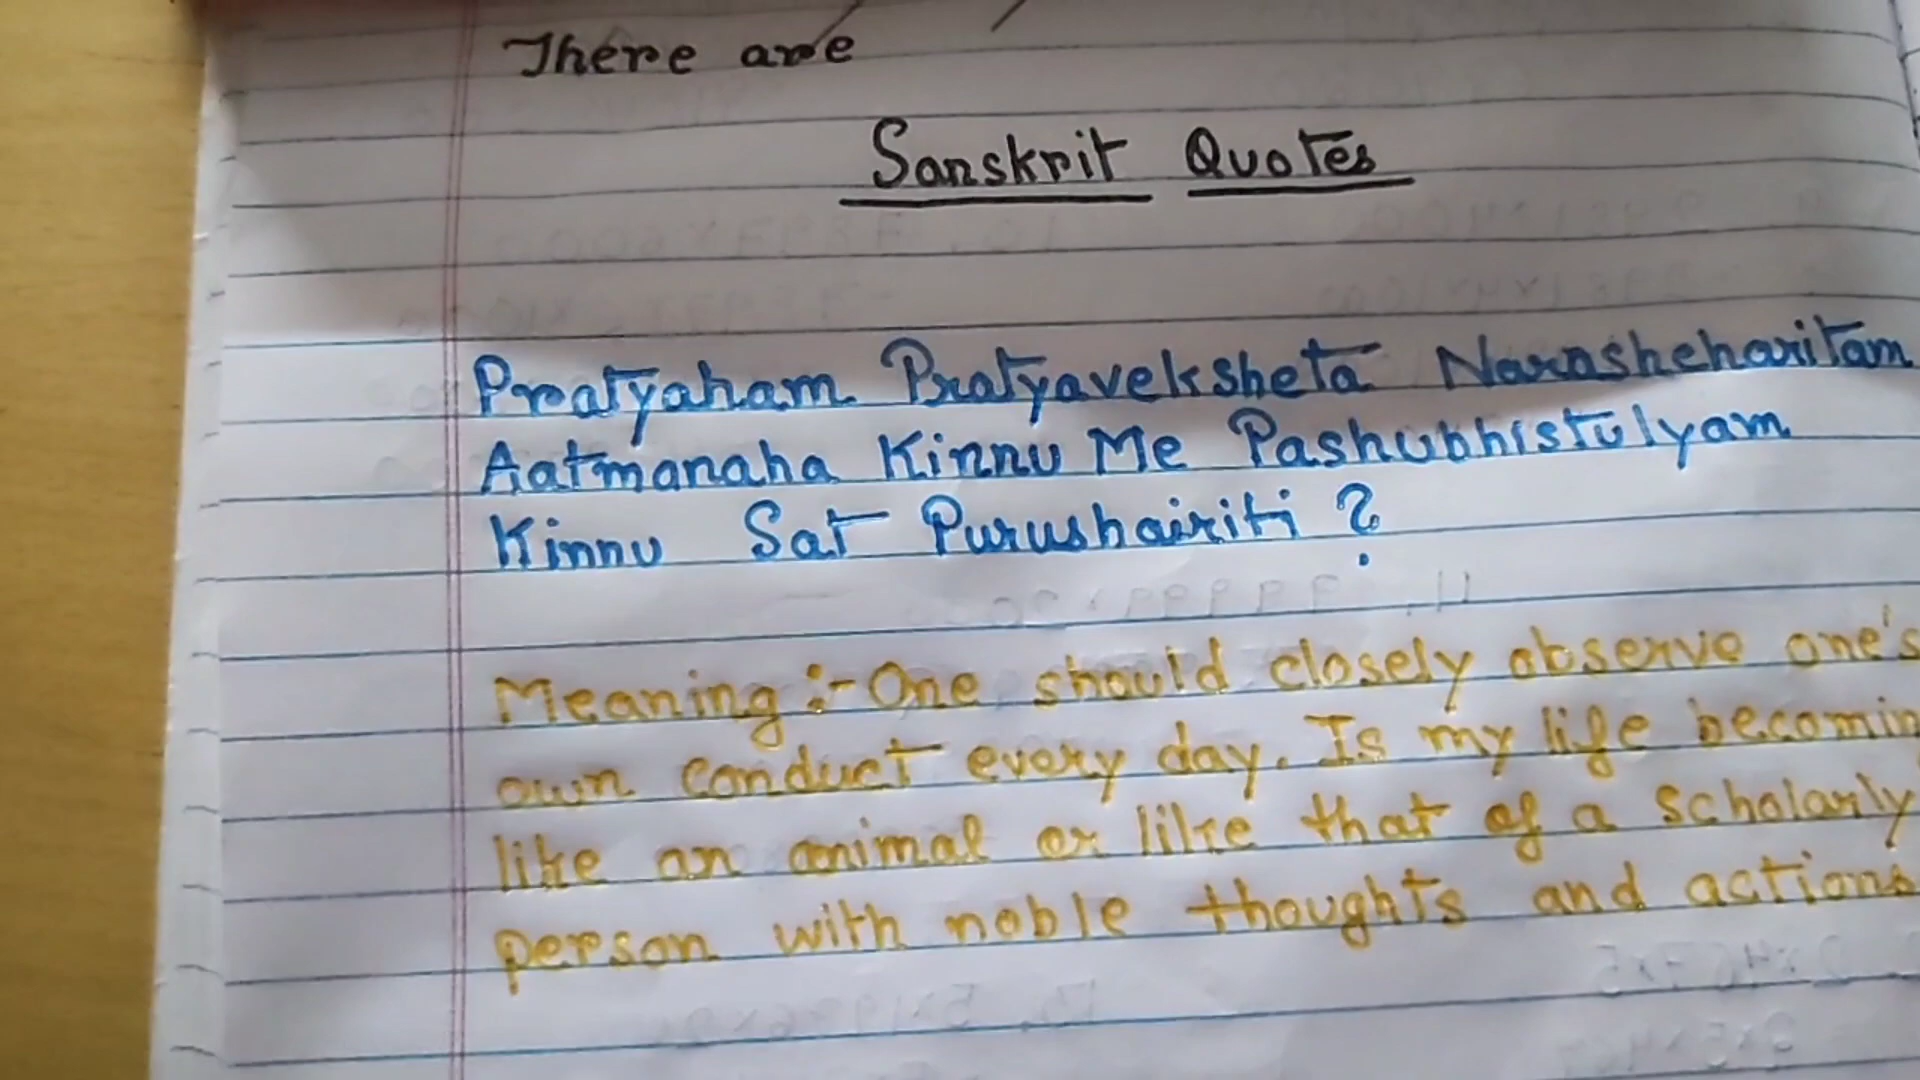 There are
Sanskrit Quotes
Pratyaham Pratyaveksheta Narashcharitam
Aatmanaha Kinnu Me Pashubhistulyam
Kinnu Sat Purushairiti ?
Meaning :- One should closely observe one's
own conduct every day. Is my life becomin
like an animal or like that of a scholarly
person with noble thoughts and actions